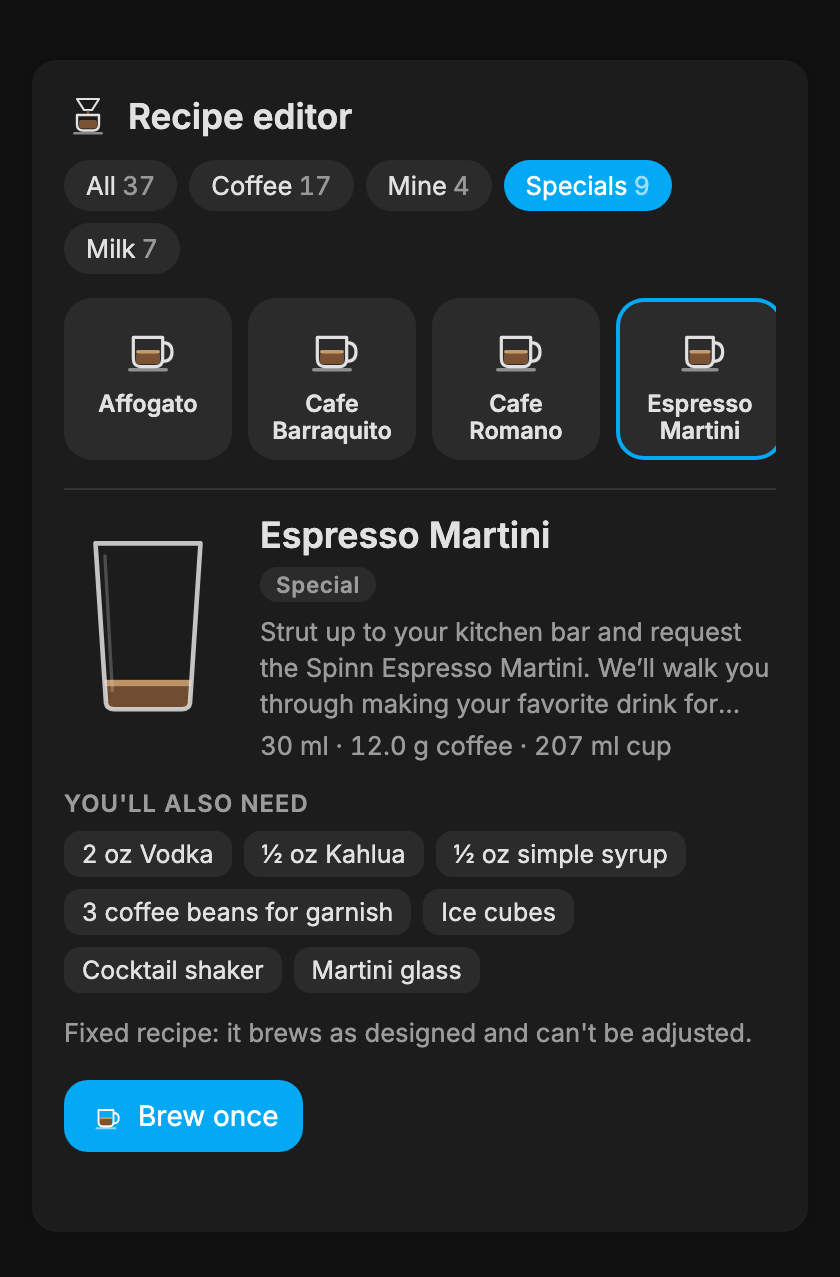 Recipe editor
All 37
Coffee 17
Mine 4
Specials 9
Milk 7
Affogato
Cafe
Barraquito
Cafe
Romano
Espresso
Martini
Espresso Martini
Special
Strut up to your kitchen bar and request
the Spinn Espresso Martini. We’ll walk you
through making your favorite drink for…
30 ml · 12.0 g coffee · 207 ml cup
YOU'LL ALSO NEED
2 oz Vodka
½ oz Kahlua
½ oz simple syrup
3 coffee beans for garnish
Ice cubes
Cocktail shaker
Martini glass
Fixed recipe: it brews as designed and can't be adjusted.
Brew once